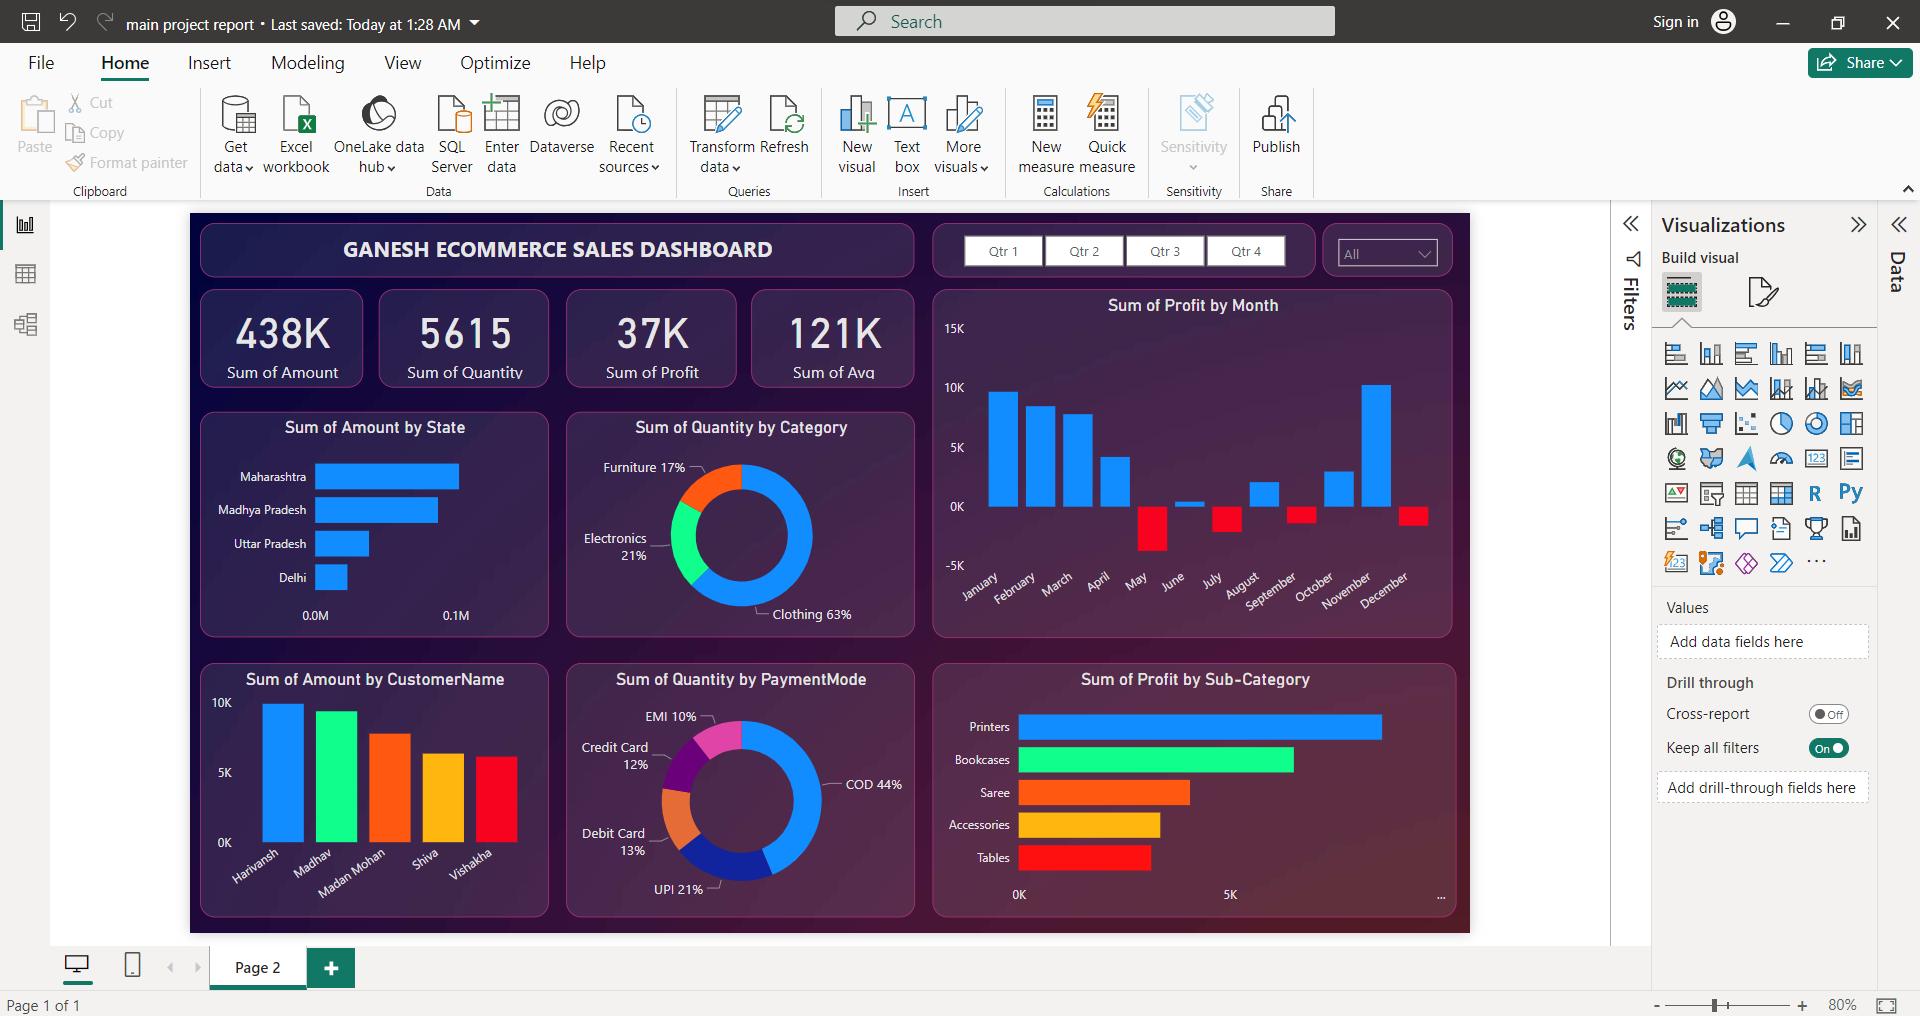 main project report • Last saved: Today at 1:28 AM
Search
Sign in
File
Home
Insert
Modeling
View
Optimize
Help
Share
Paste
Cut
Copy
Format painter
Clipboard
Get
data
Excel
workbook
OneLake data
hub
SQL
Server
Enter
data
Dataverse
Recent
sources
Data
Transform
data
Refresh
Queries
New
visual
Text
box
More
visuals
Insert
New
measure
Quick
measure
Calculations
Sensitivity
Sensitivity
Publish
Share
GANESH ECOMMERCE SALES DASHBOARD
Qtr 1
Qtr 2
Qtr 3
Qtr 4
All
438K
Sum of Amount
5615
Sum of Quantity
37K
Sum of Profit
121K
Sum of Avg
Sum of Profit by Month
15K
10K
5K
0K
-5K
January
February
March
April
May
June
July
August
September
October
November
December
Sum of Amount by State
Maharashtra
Madhya Pradesh
Uttar Pradesh
Delhi
0.0M
0.1M
Sum of Quantity by Category
Furniture 17%
Electronics
21%
Clothing 63%
Sum of Amount by CustomerName
10K
5K
0K
Harivansh
Madhav
Madan Mohan
Shiva
Vishakha
Sum of Quantity by PaymentMode
EMI 10%
Credit Card
12%
COD 44%
Debit Card
13%
UPI 21%
Sum of Profit by Sub-Category
Printers
Bookcases
Saree
Accessories
Tables
0K
5K
...
Filters
Visualizations
Build visual
123
R
Py
123
...
Values
Add data fields here
Drill through
Cross-report
Off
Keep all filters
On
Add drill-through fields here
Data
Page 2
+
Page 1 of 1
- + 80%